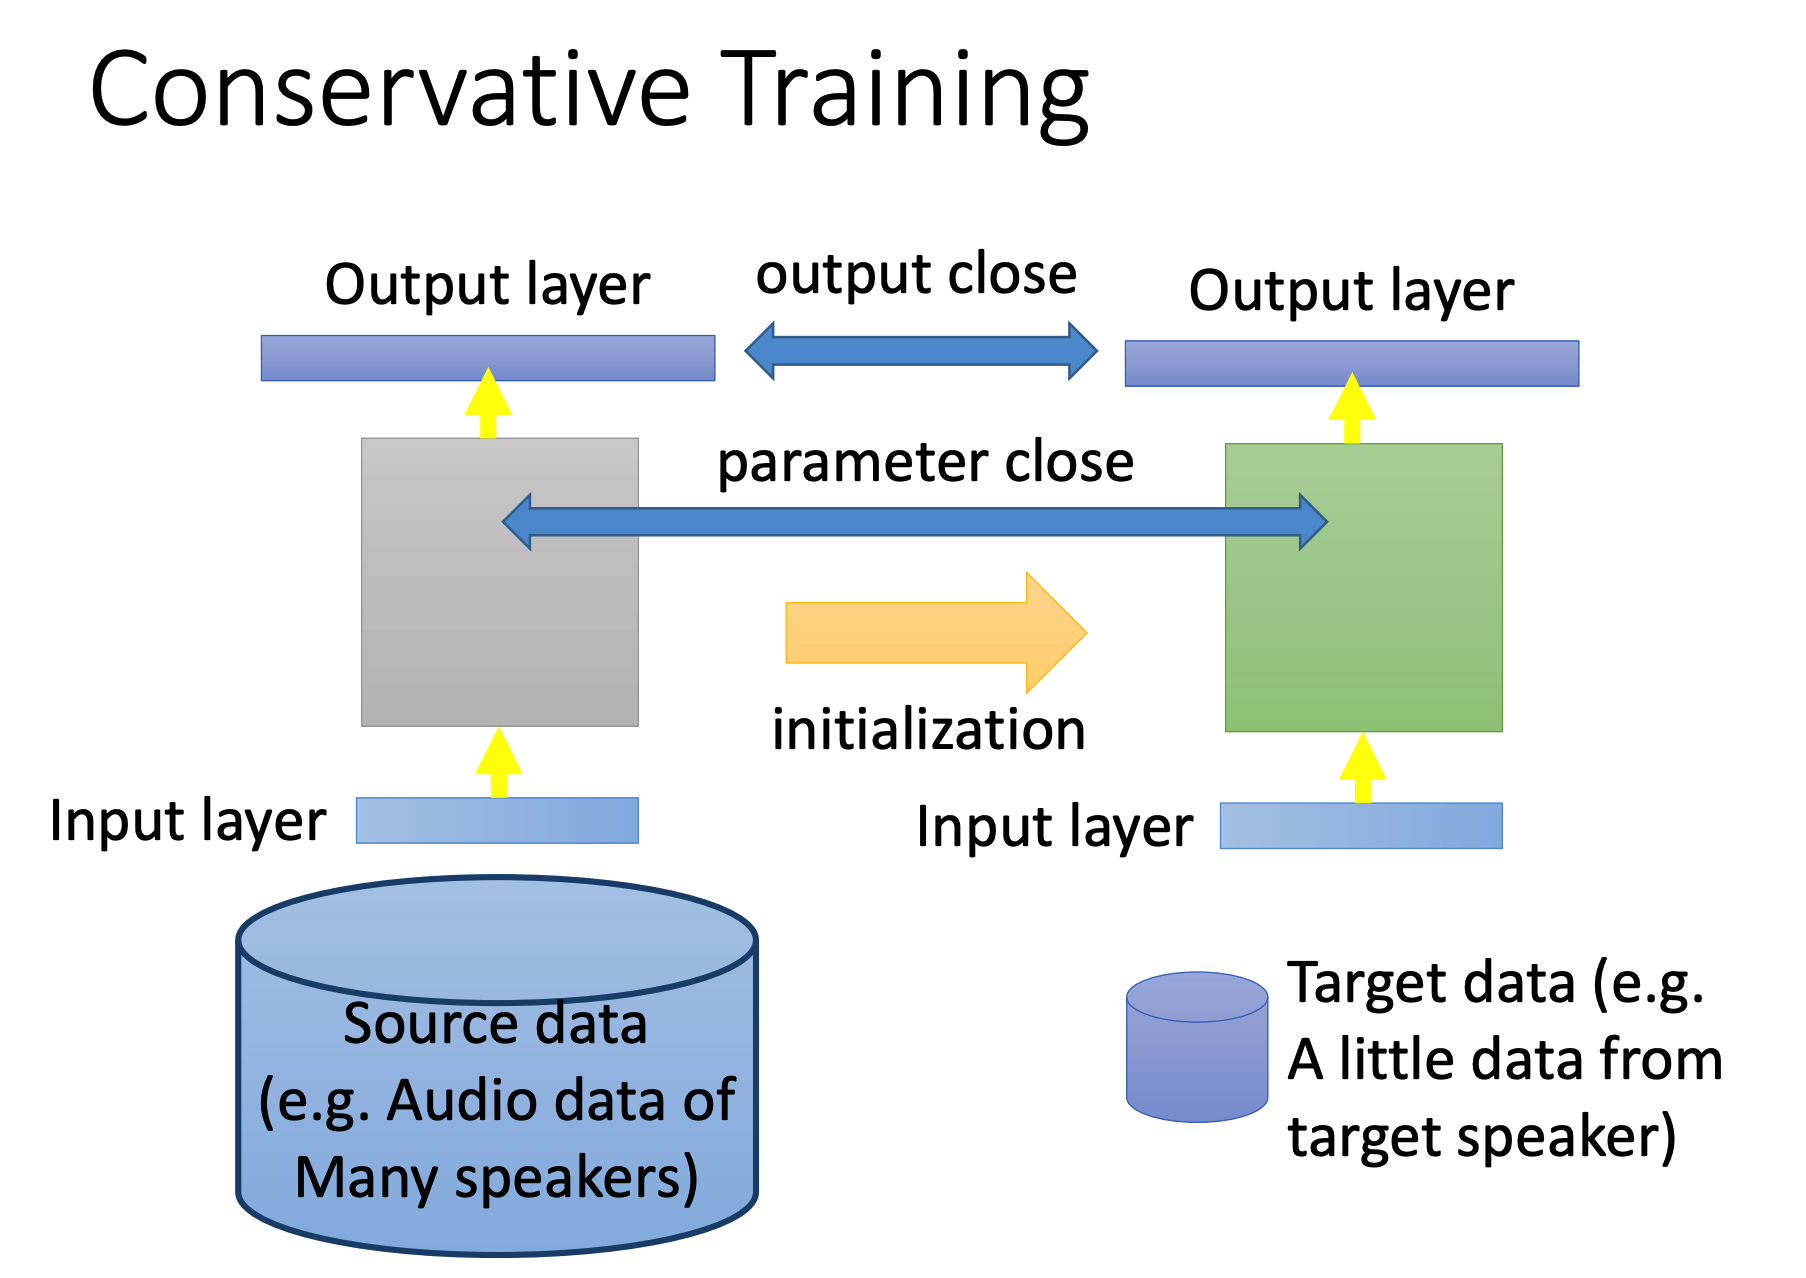 Conservative Training
Output layer
output close
Output layer
parameter close
initialization
Input layer
Input layer
Source data
(e.g. Audio data of
Many speakers)
Target data (e.g.
A little data from
target speaker)